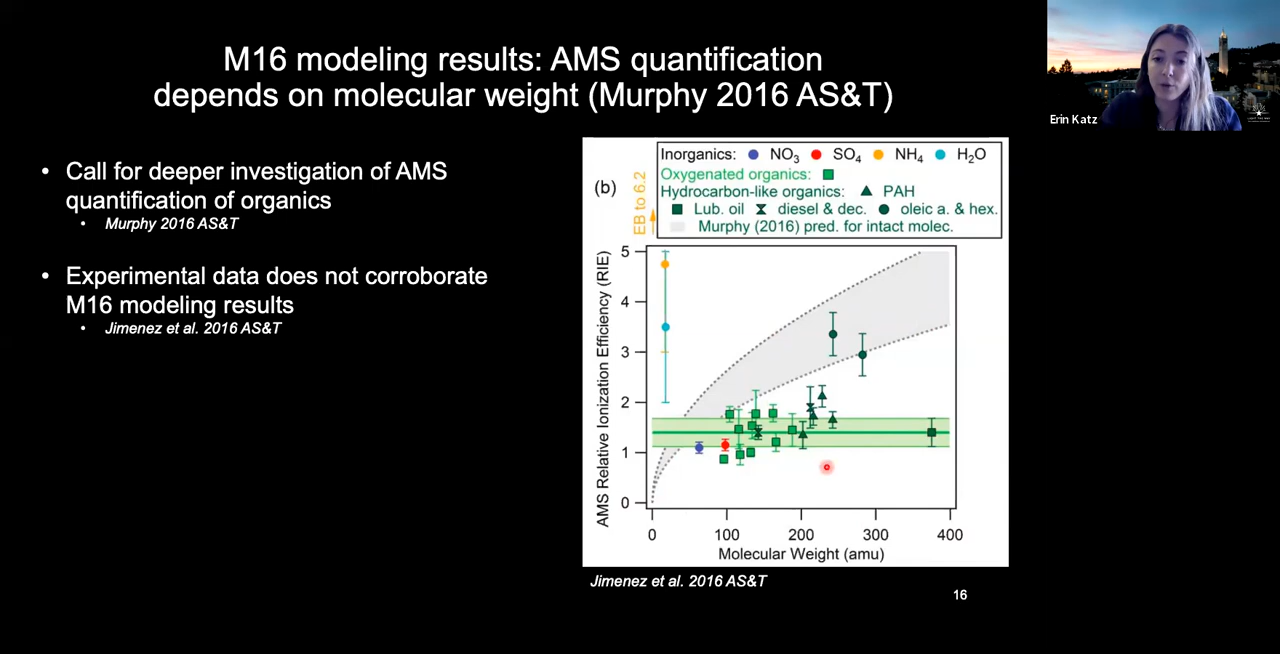 M16 modeling results: AMS quantification
depends on molecular weight (Murphy 2016 AS&T)
Erin Katz
• Call for deeper investigation of AMS
quantification of organics
• Murphy 2016 AS&T
• Experimental data does not corroborate
M16 modeling results
• Jimenez et al. 2016 AS&T
(b)
EB to 6.2
Inorganics: NO3 SO4 NH4 H2O
Oxygenated organics:
Hydrocarbon-like organics: PAH
Lub. oil diesel & dec. oleic a. & hex.
Murphy (2016) pred. for intact molec.
AMS Relative Ionization Efficiency (RIE)
5
4
3
2
1
0
0 100 200 300 400
Molecular Weight (amu)
Jimenez et al. 2016 AS&T
16